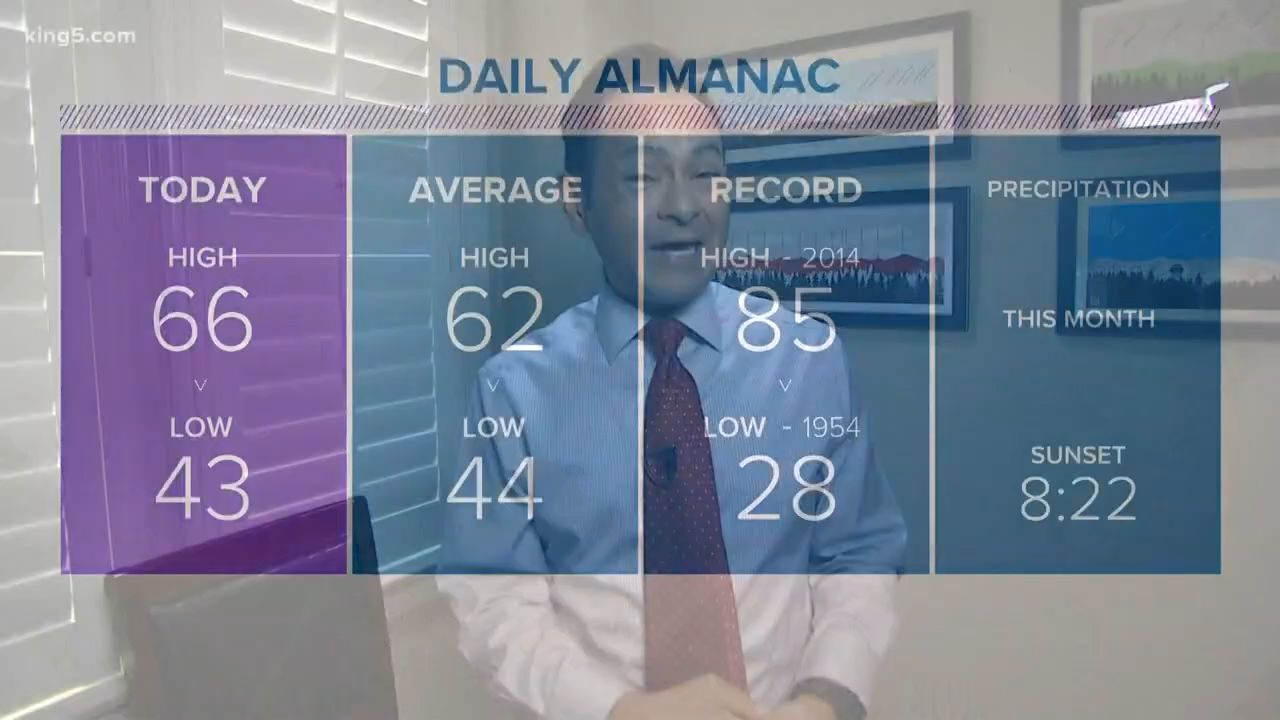 king5.com
DAILY ALMANAC
TODAY
HIGH
66
LOW
43
AVERAGE
HIGH
62
LOW
44
RECORD
HIGH - 2014
85
LOW - 1954
28
PRECIPITATION
THIS MONTH
SUNSET
8:22